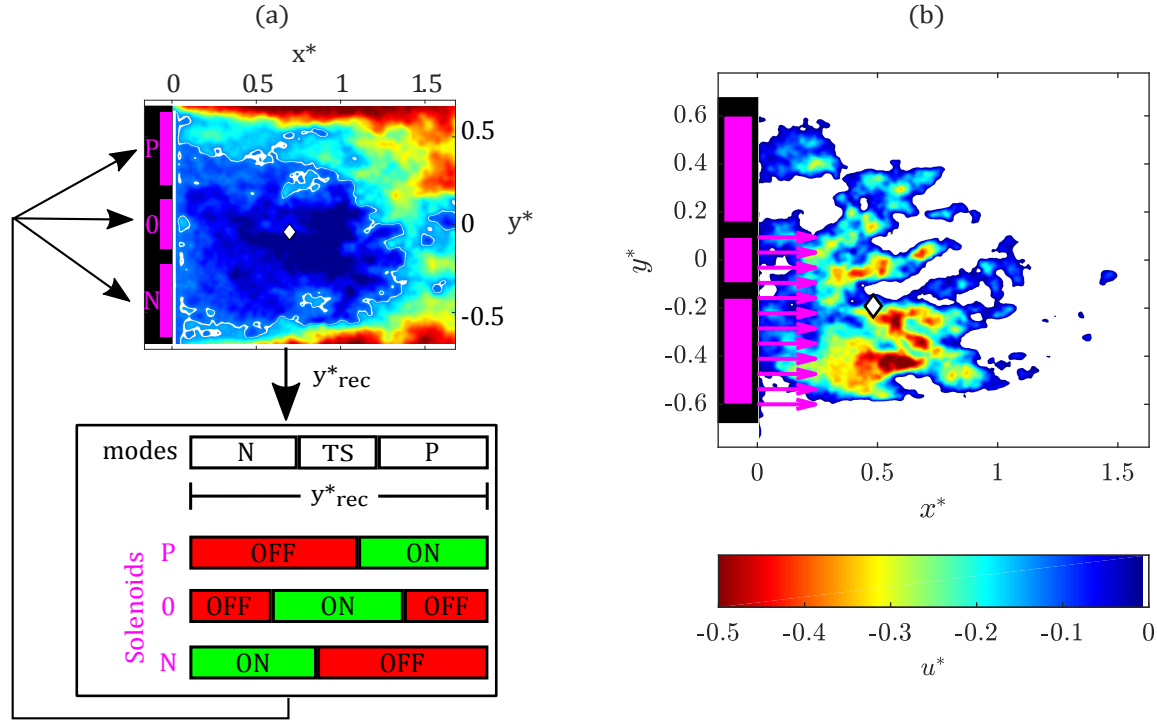 (a)
x*
0 0.5 1 1.5
P
0
N
0.5
0
-0.5
y*
y*rec
modes N TS P
y*rec
Solenoids
P OFF ON
0 OFF ON OFF
N ON OFF
(b)
0.6
0.4
0.2
0
-0.2
-0.4
-0.6
y*
0 0.5 1 1.5
x*
-0.5 -0.4 -0.3 -0.2 -0.1 0
u*